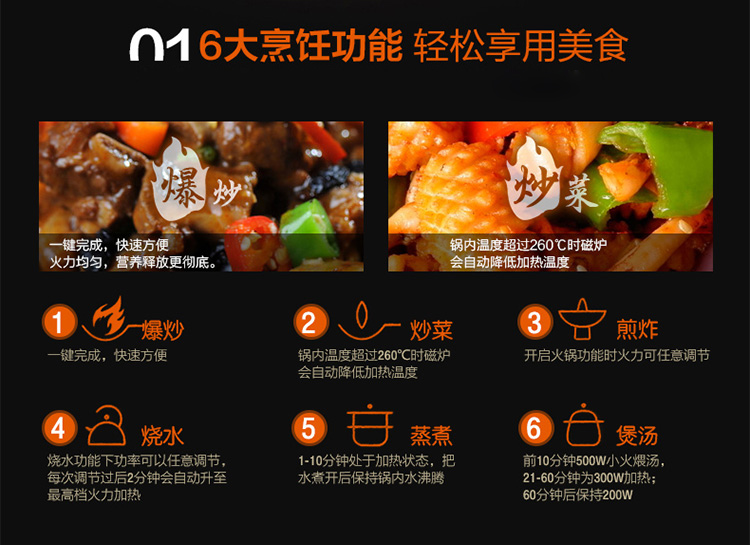 01 6大烹饪功能 轻松享用美食
爆炒
一键完成，快速方便
火力均匀，营养释放更彻底。
炒菜
锅内温度超过260℃时磁炉
会自动降低加热温度
1 爆炒
一键完成，快速方便
2 炒菜
锅内温度超过260℃时磁炉
会自动降低加热温度
3 煎炸
开启火锅功能时火力可任意调节
4 烧水
烧水功能下功率可以任意调节，
每次调节过后2分钟会自动升至
最高档火力加热
5 蒸煮
1-10分钟处于加热状态，把
水煮开后保持锅内水沸腾
6 煲汤
前10分钟500W小火煨汤，
21-60分钟为300W加热；
60分钟后保持200W